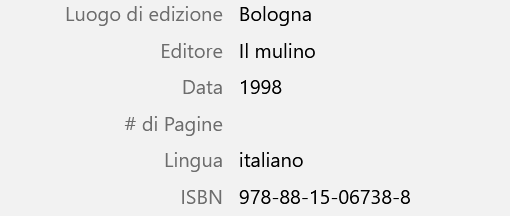 Luogo di edizione Bologna
Editore Il mulino
Data 1998
# di Pagine
Lingua italiano
ISBN 978-88-15-06738-8